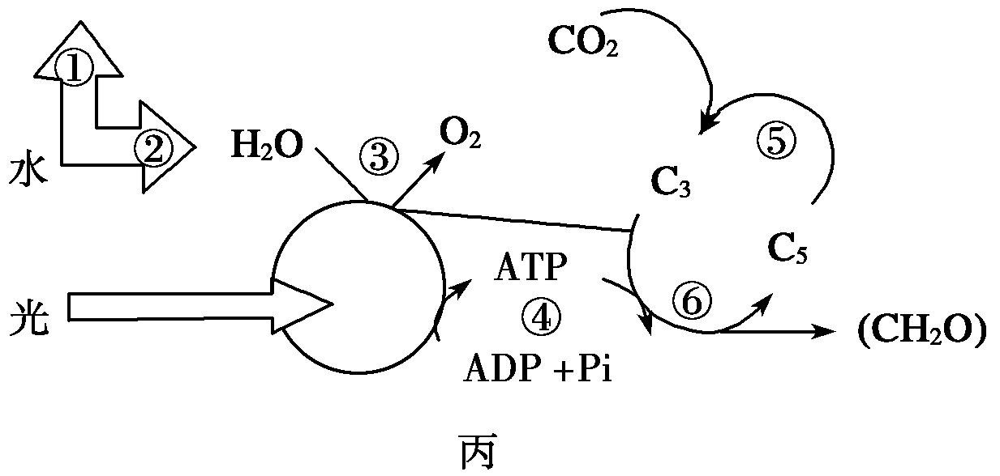 ①
②
水
光
H₂O
③
O₂
CO₂
⑤
C₃
C₅
ATP
④
ADP +Pi
⑥
(CH₂O)
丙